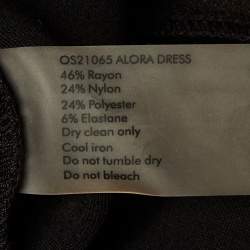 OS21065 ALORA DRESS
46% Rayon
24% Nylon
24% Polyester
6% Elastane
Dry clean only
Cool iron
Do not tumble dry
Do not bleach